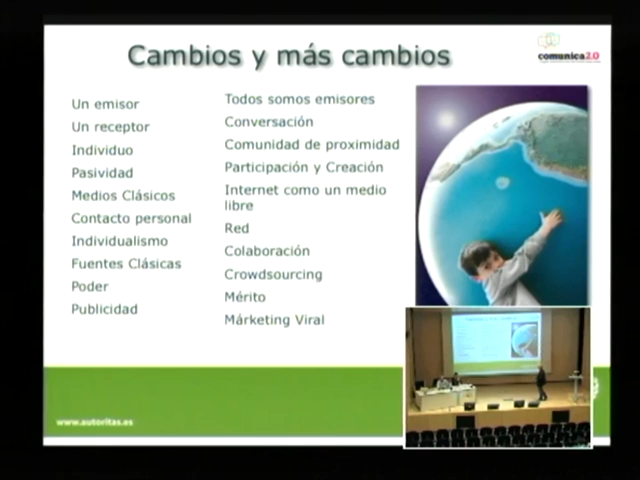 Cambios y más cambios
comunica2.0
Un emisor
Un receptor
Individuo
Pasividad
Medios Clásicos
Contacto personal
Individualismo
Fuentes Clásicas
Poder
Publicidad
Todos somos emisores
Conversación
Comunidad de proximidad
Participación y Creación
Internet como un medio
libre
Red
Colaboración
Crowdsourcing
Mérito
Márketing Viral
www.autoritas.es